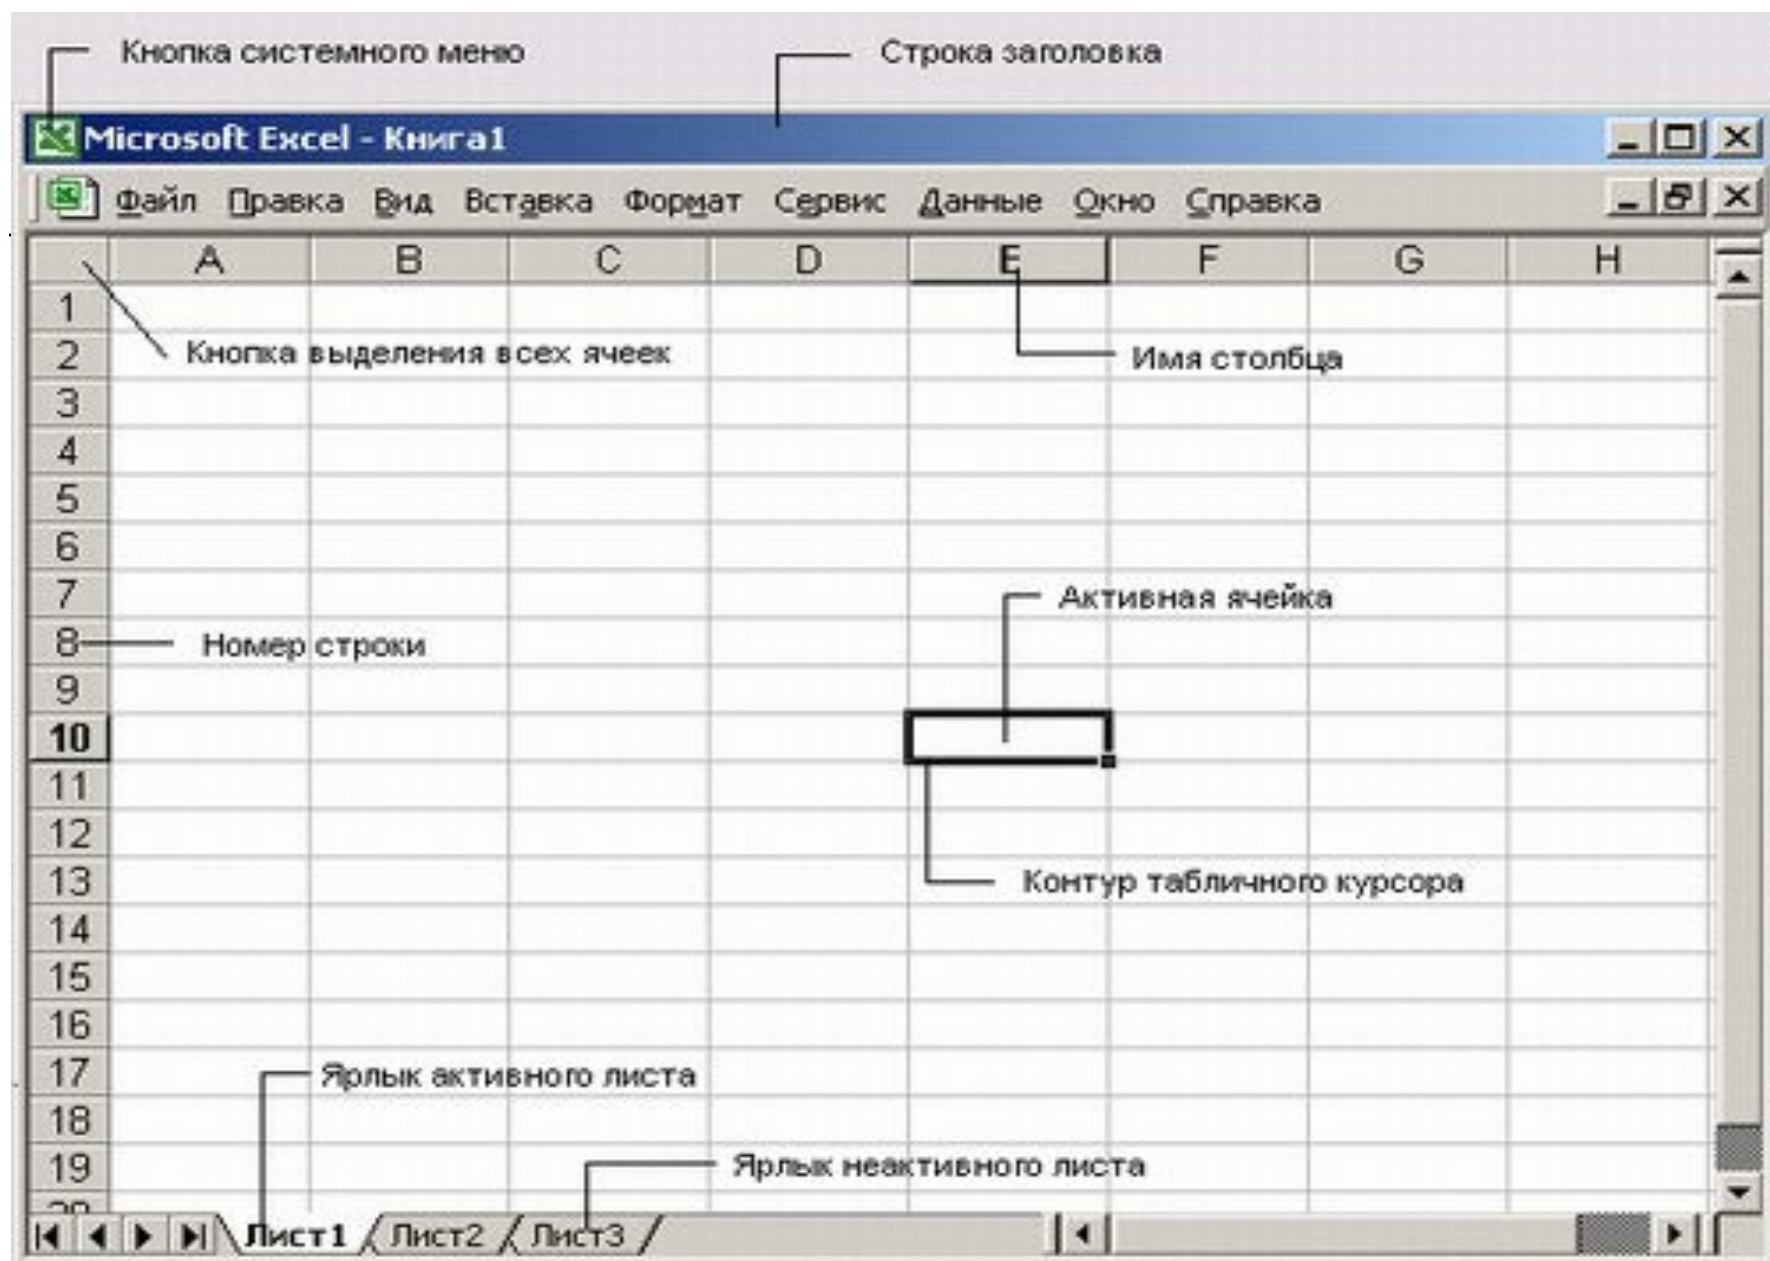 Кнопка системного меню Строка заголовка
Microsoft Excel - Книга1
Файл Правка Вид Вставка Формат Сервис Данные Окно Справка
A B C D E F G H
1
2 Кнопка выделения всех ячеек Имя столбца
3
4
5
6
7 Активная ячейка
8 Номер строки
9
10
11
12
13 Контур табличного курсора
14
15
16
17 Ярлык активного листа
18
19 Ярлык неактивного листа
20
Лист1 Лист2 Лист3